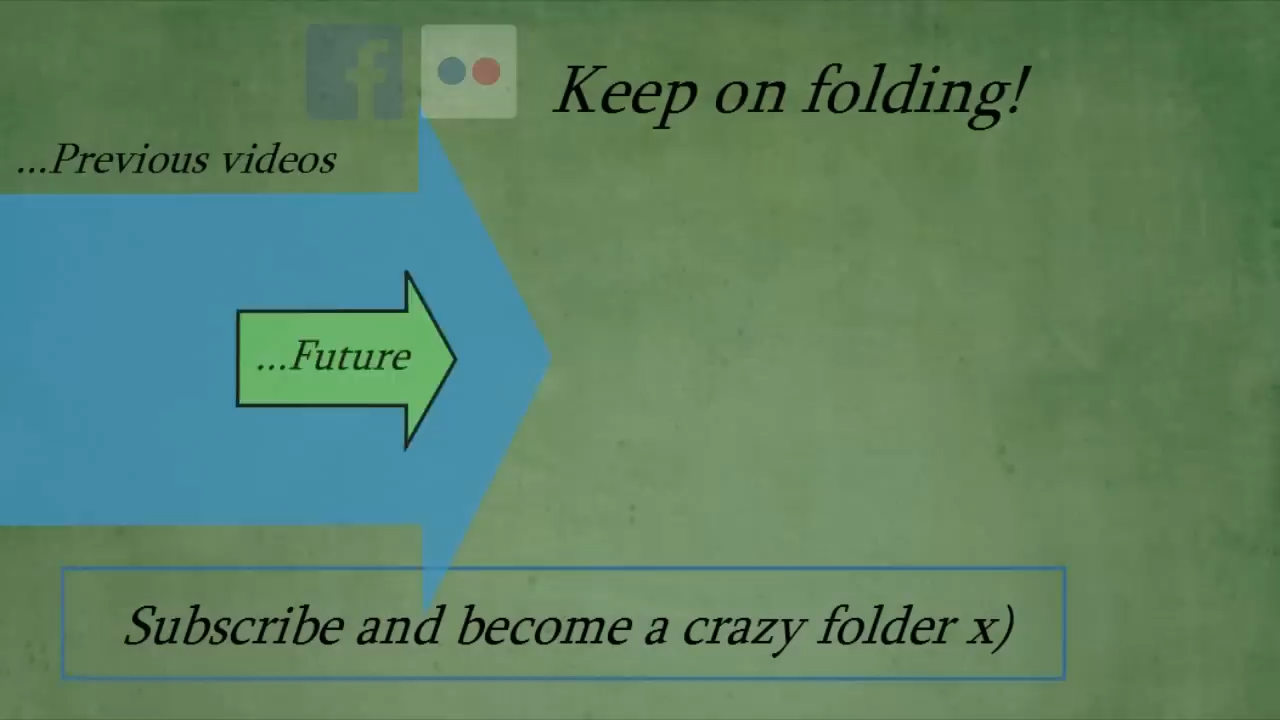 Keep on folding!
...Previous videos
...Future
Subscribe and become a crazy folder x)